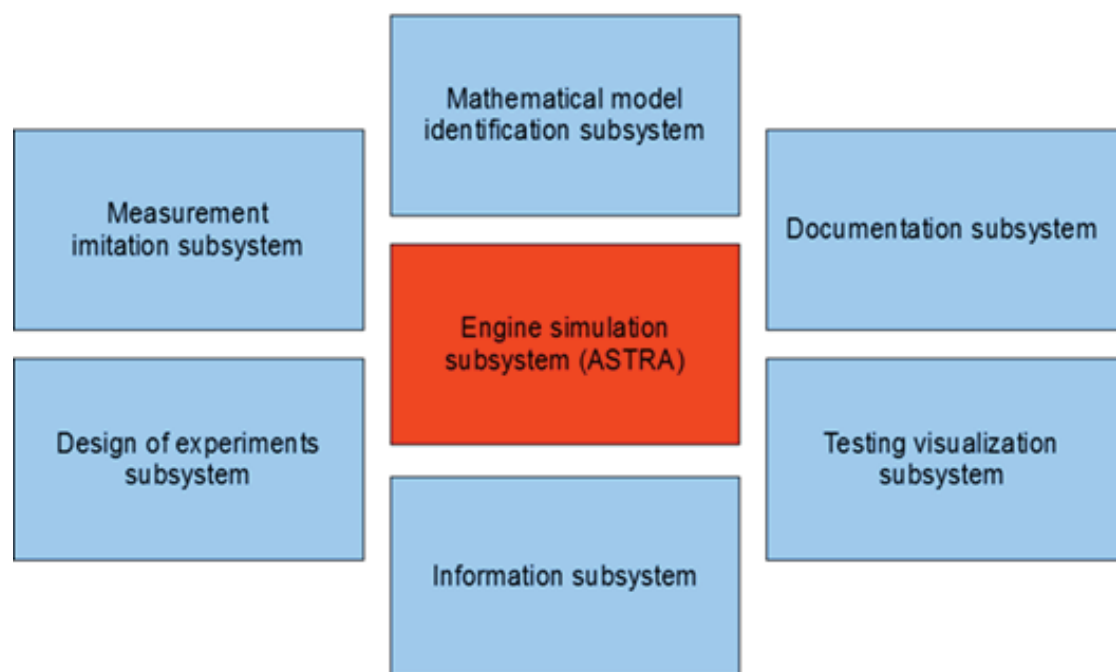 Mathematical model
identification subsystem
Measurement
imitation subsystem
Documentation subsystem
Engine simulation
subsystem (ASTRA)
Design of experiments
subsystem
Testing visualization
subsystem
Information subsystem